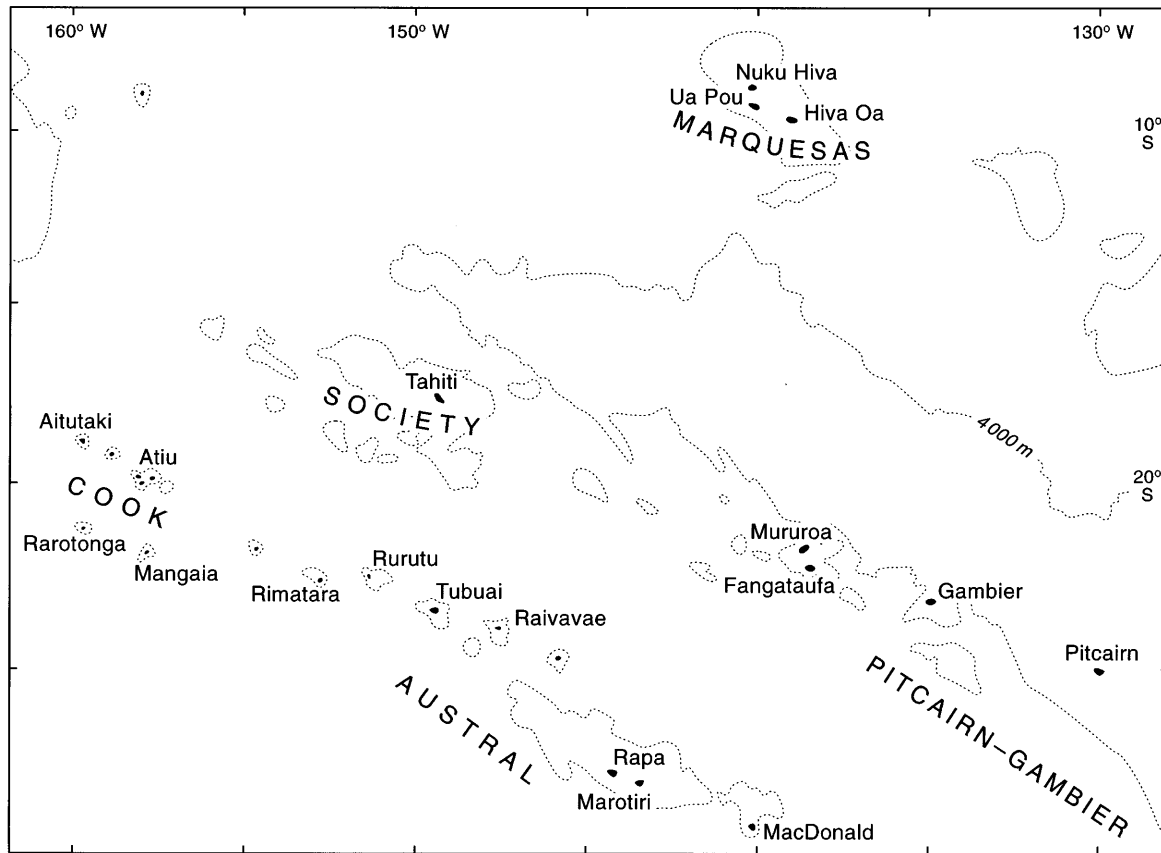 160° W
150° W
130° W
Nuku Hiva
Ua Pou
Hiva Oa
MARQUESAS
10°
S
Tahiti
SOCIETY
4000m
Aitutaki
Atiu
COOK
20°
S
Rarotonga
Mangaia
Mururoa
Rurutu
Rimatara
Fangataufa
Tubuai
Gambier
Raivavae
Pitcairn
AUSTRAL
PITCAIRN–GAMBIER
Rapa
Marotiri
MacDonald